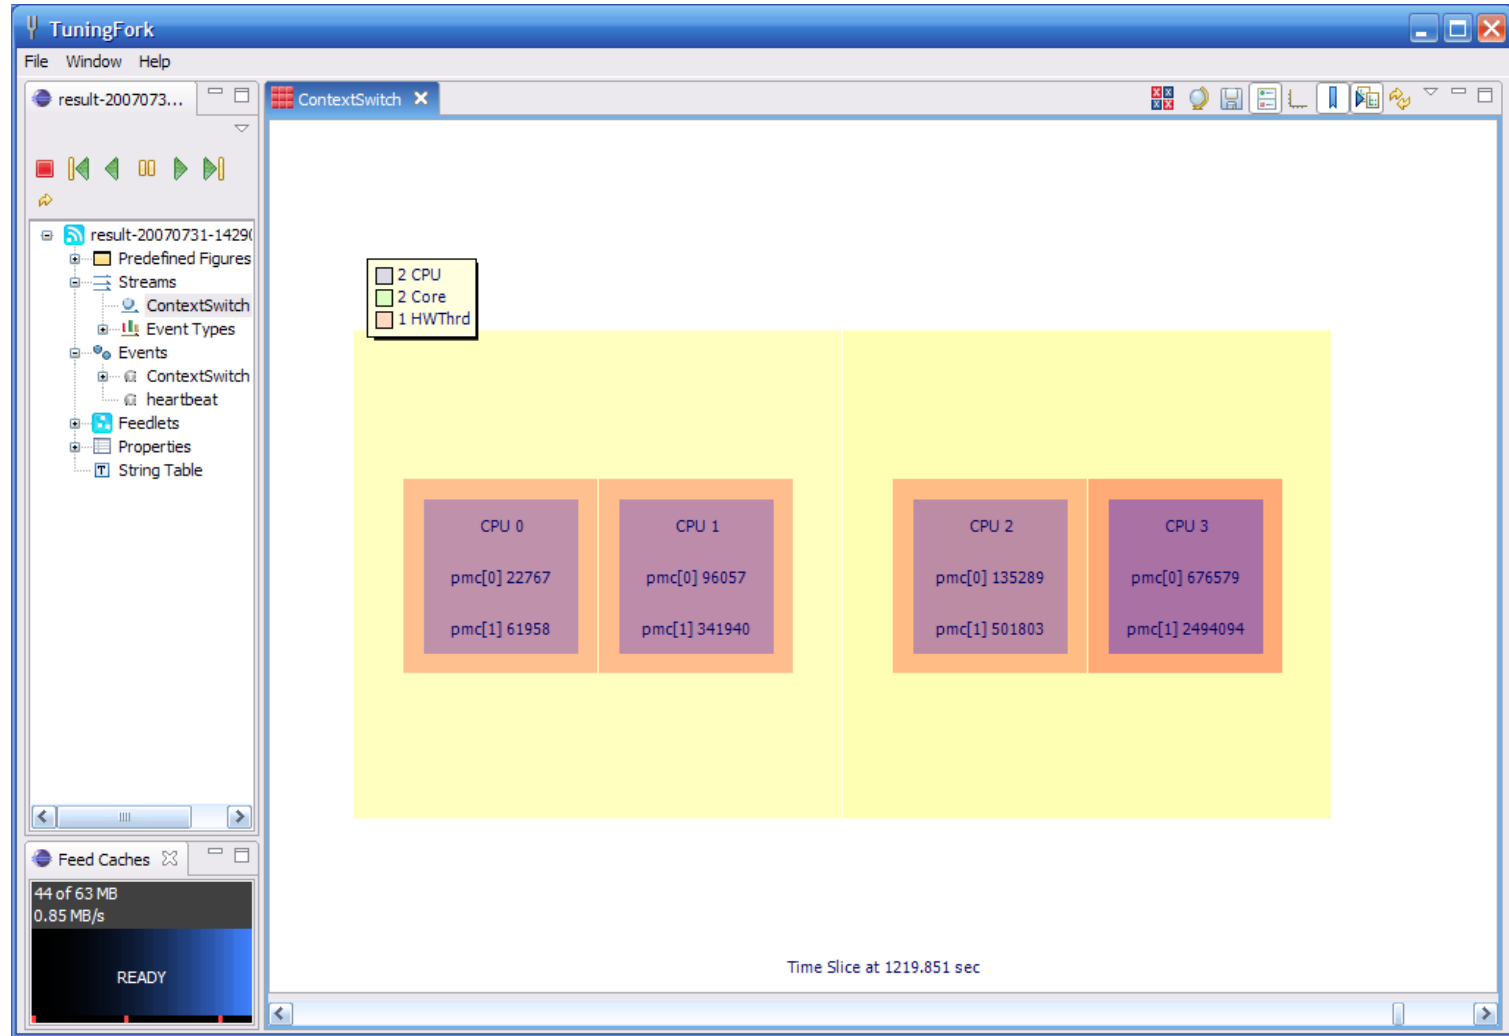 TuningFork
File Window Help
result-2007073...
result-20070731-1429
Predefined Figures
Streams
ContextSwitch
Event Types
Events
ContextSwitch
heartbeat
Feedlets
Properties
String Table
Feed Caches
44 of 63 MB
0.85 MB/s
READY
ContextSwitch
2 CPU
2 Core
1 HWThrd
CPU 0
pmc[0] 22767
pmc[1] 61958
CPU 1
pmc[0] 96057
pmc[1] 341940
CPU 2
pmc[0] 135289
pmc[1] 501803
CPU 3
pmc[0] 676579
pmc[1] 2494094
Time Slice at 1219.851 sec